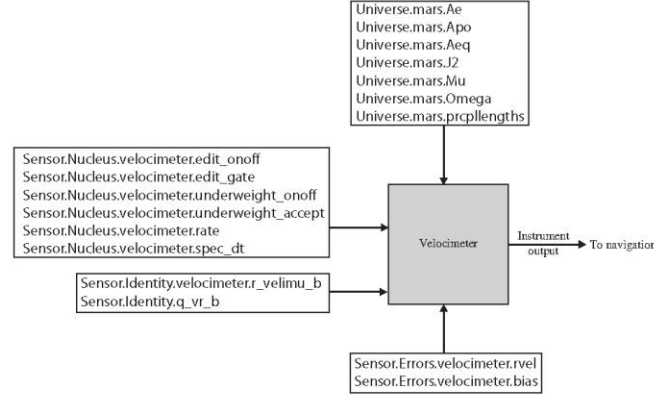 Universe.mars.Ae
Universe.mars.Apo
Universe.mars.Aeq
Universe.mars.J2
Universe.mars.Mu
Universe.mars.Omega
Universe.mars.prcpllengths
Sensor.Nucleus.velocimeter.edit_onoff
Sensor.Nucleus.velocimeter.edit_gate
Sensor.Nucleus.velocimeter.underweight_onoff
Sensor.Nucleus.velocimeter.underweight_accept
Sensor.Nucleus.velocimeter.rate
Sensor.Nucleus.velocimeter.spec_dt
Velocimeter
Instrument
output
To navigation
Sensor.Identity.velocimeter.r_velimu_b
Sensor.Identity.q_vr_b
Sensor.Errors.velocimeter.rvel
Sensor.Errors.velocimeter.bias